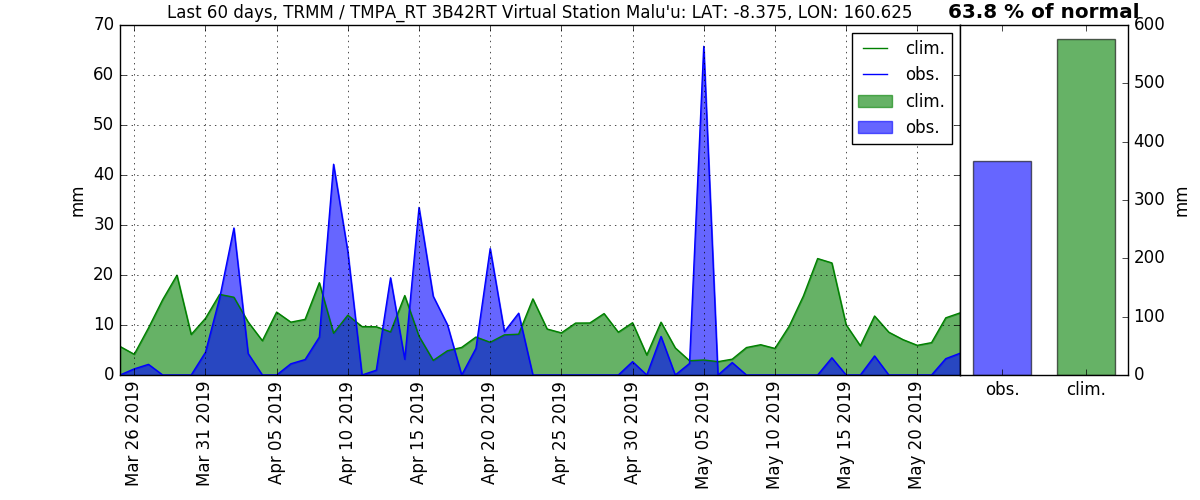 Last 60 days, TRMM / TMPA_RT 3B42RT Virtual Station Malu'u: LAT: -8.375, LON: 160.625
63.8 % of normal
70
60
50
40
30
20
10
0
mm
clim.
obs.
clim.
obs.
Mar 26 2019
Mar 31 2019
Apr 05 2019
Apr 10 2019
Apr 15 2019
Apr 20 2019
Apr 25 2019
Apr 30 2019
May 05 2019
May 10 2019
May 15 2019
May 20 2019
600
500
400
300
200
100
0
mm
obs.
clim.